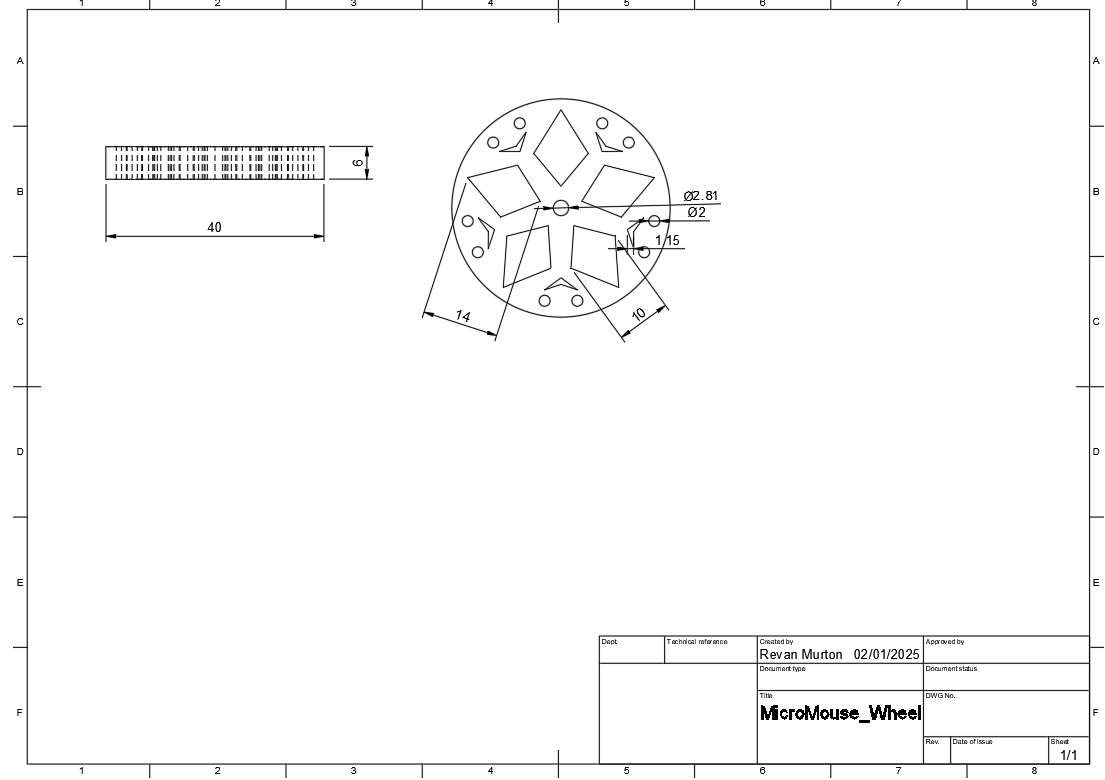 1 2 3 4 5 6 7 8
A A
B B
C C
D D
E E
F F
6
40
Ø2.81
Ø2
1.15
14
10
Dept.
Technical reference
Created by
Approved by
Revan Murton 02/01/2025
Document type
Document status
Title
DWG No.
MicroMouse_Wheel
Rev.
Date of issue
Sheet
1/1
1 2 3 4 5 6 7 8